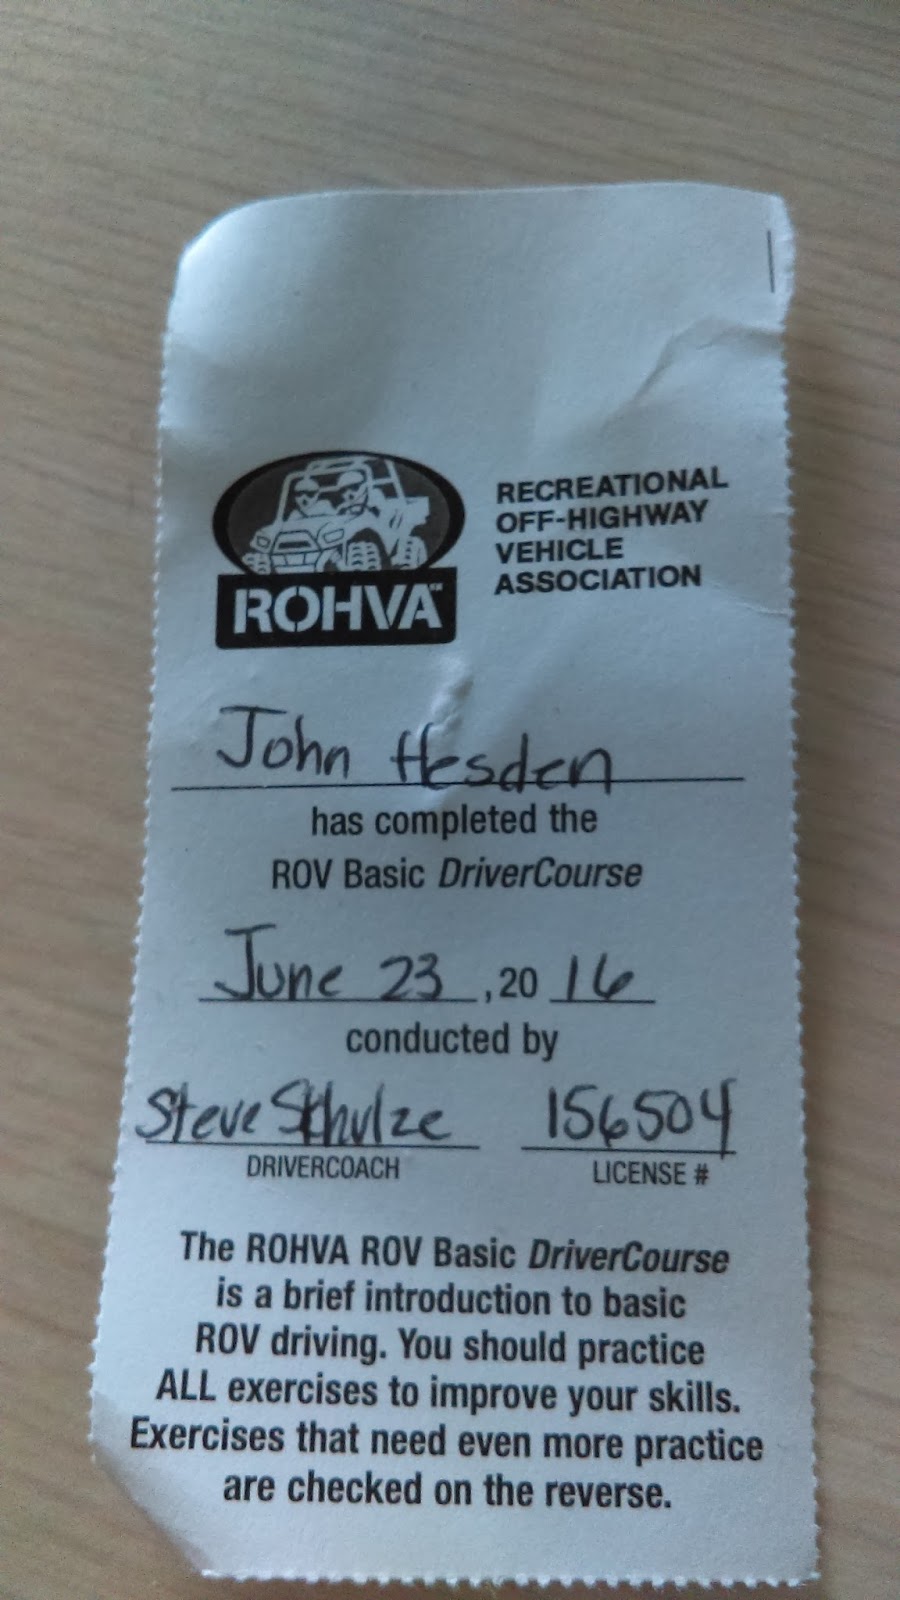 ROHVA
RECREATIONAL
OFF-HIGHWAY
VEHICLE
ASSOCIATION
John Hesden
has completed the
ROV Basic DriverCourse
June 23, 20 16
conducted by
Steve Schulze 156504
DRIVERCOACH LICENSE #
The ROHVA ROV Basic DriverCourse
is a brief introduction to basic
ROV driving. You should practice
ALL exercises to improve your skills.
Exercises that need even more practice
are checked on the reverse.